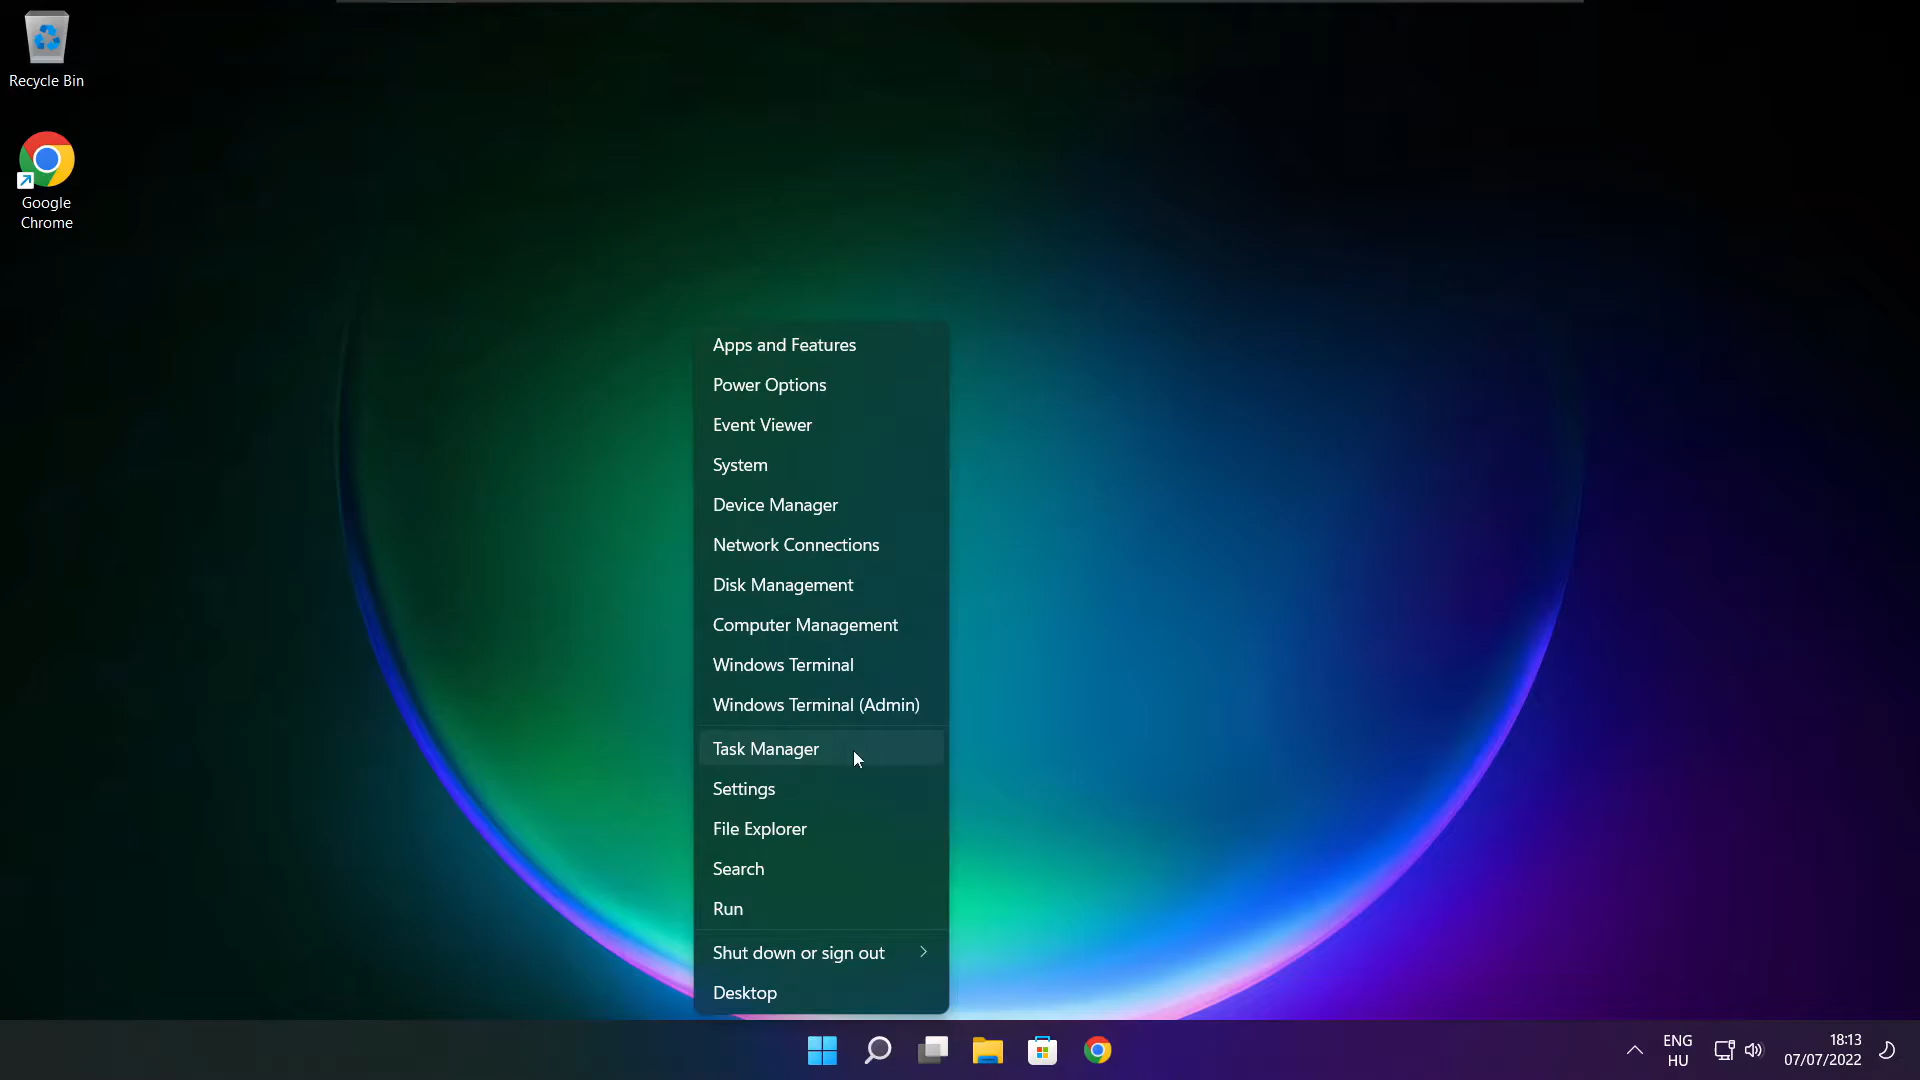 Recycle Bin
Google
Chrome
Apps and Features
Power Options
Event Viewer
System
Device Manager
Network Connections
Disk Management
Computer Management
Windows Terminal
Windows Terminal (Admin)
Task Manager
Settings
File Explorer
Search
Run
Shut down or sign out
Desktop
ENG
HU
18:13
07/07/2022